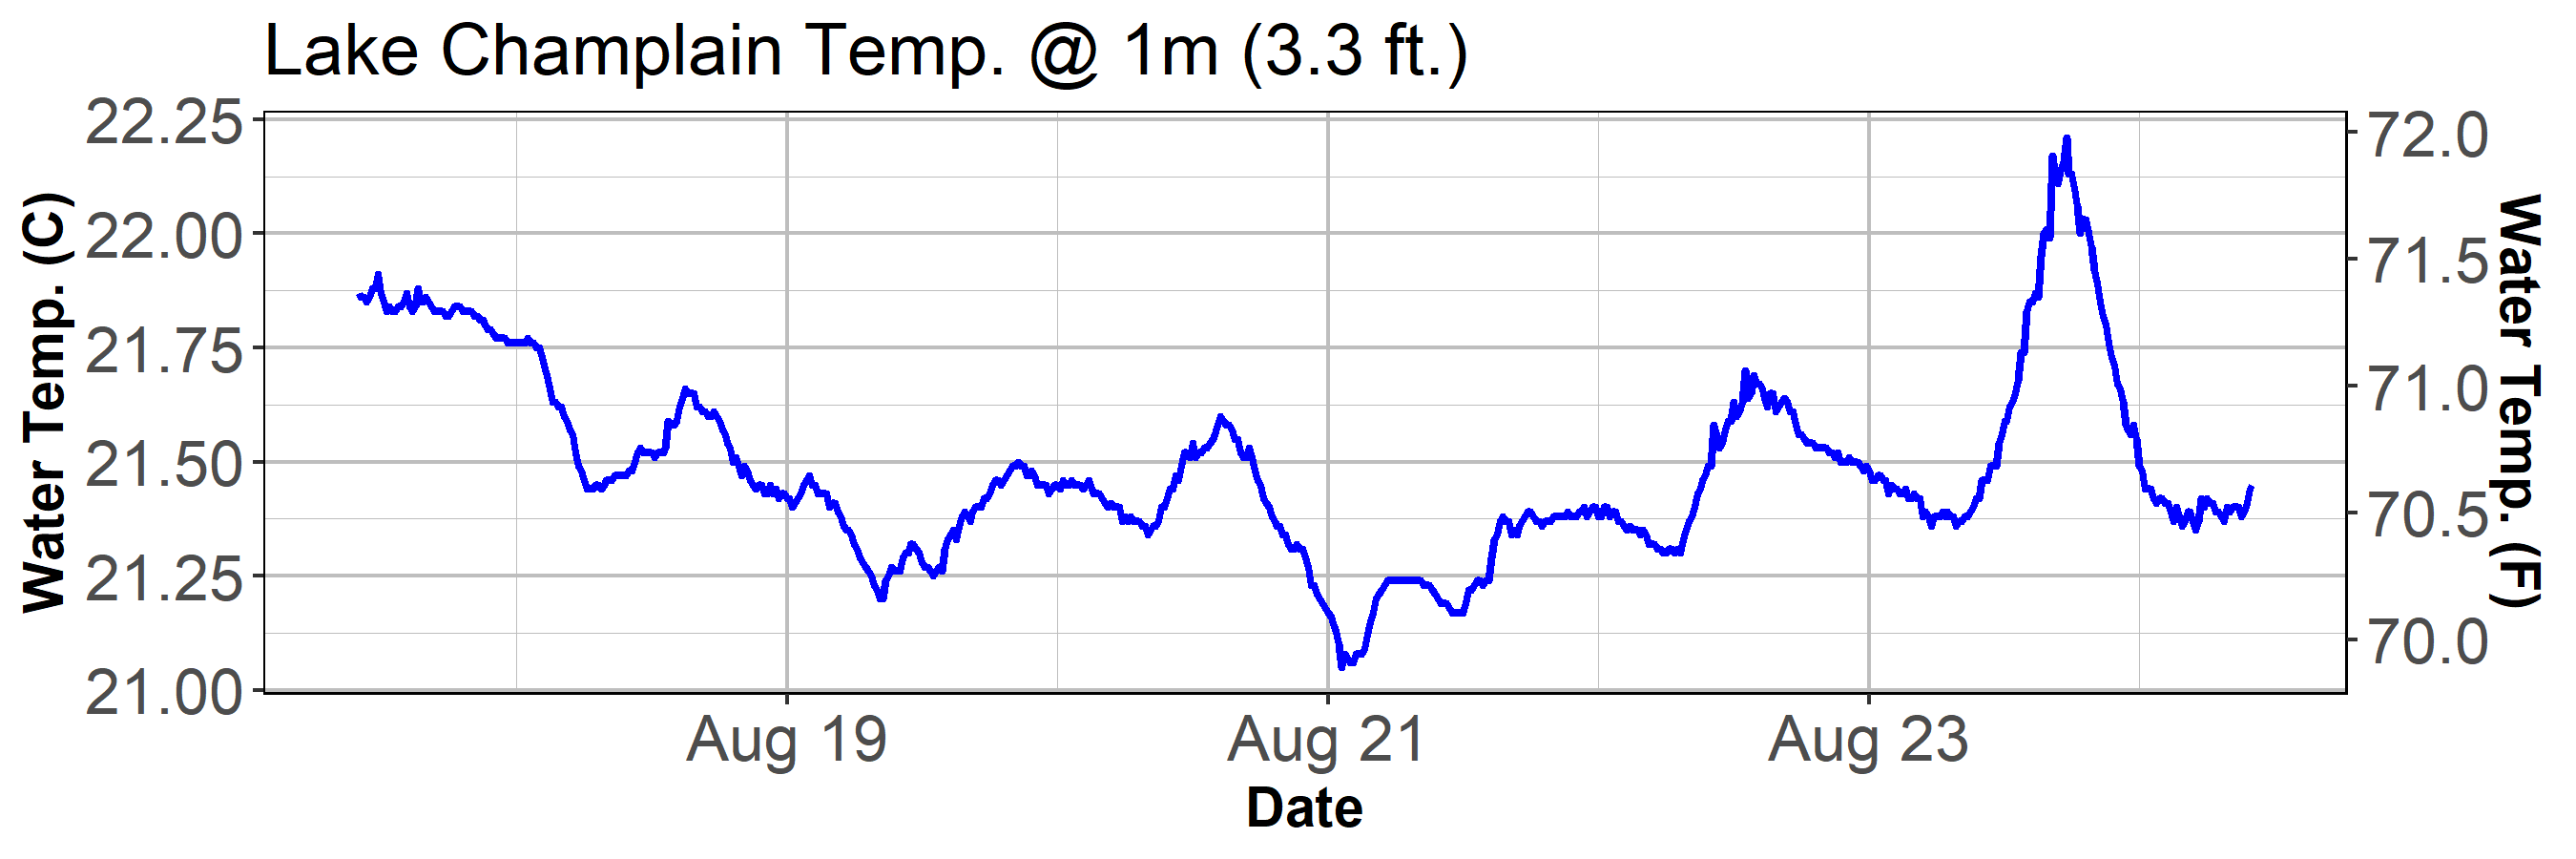 Lake Champlain Temp. @ 1m (3.3 ft.)
Water Temp. (C)
22.25
22.00
21.75
21.50
21.25
21.00
72.0
71.5
71.0
70.5
70.0
Water Temp. (F)
Aug 19
Aug 21
Aug 23
Date